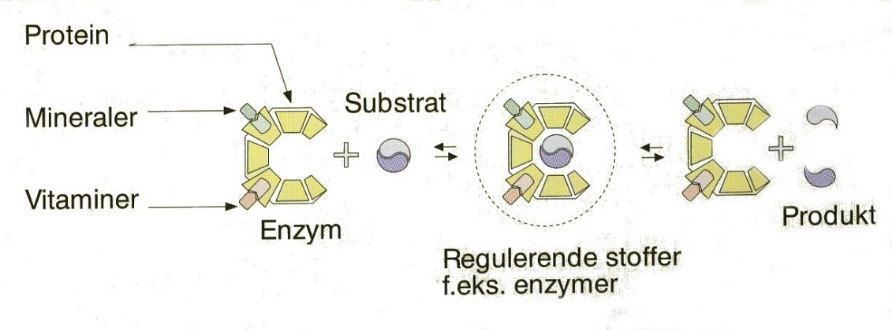 Protein
Mineraler
Vitaminer
Enzym
Substrat
Regulerende stoffer
f.eks. enzymer
Produkt